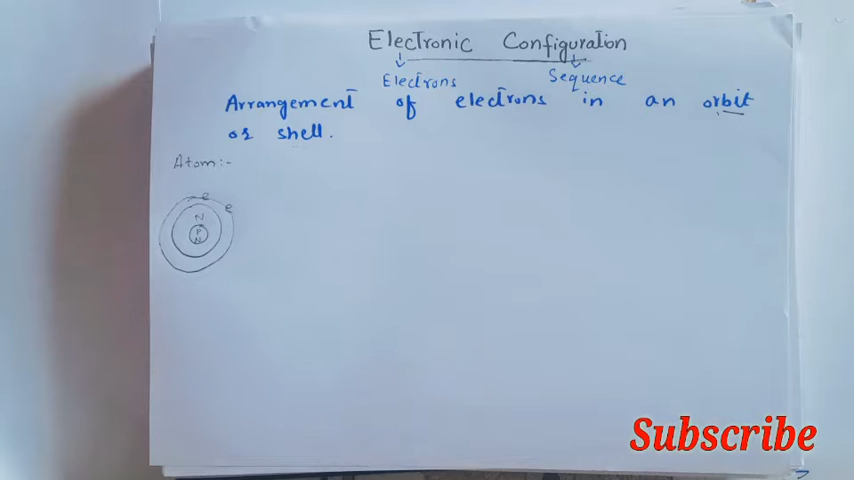 Electronic Configuration
Electrons Sequence
Arrangement of electrons in an orbit
or shell.
Atom:-
e
e
N
P
N
Subscribe